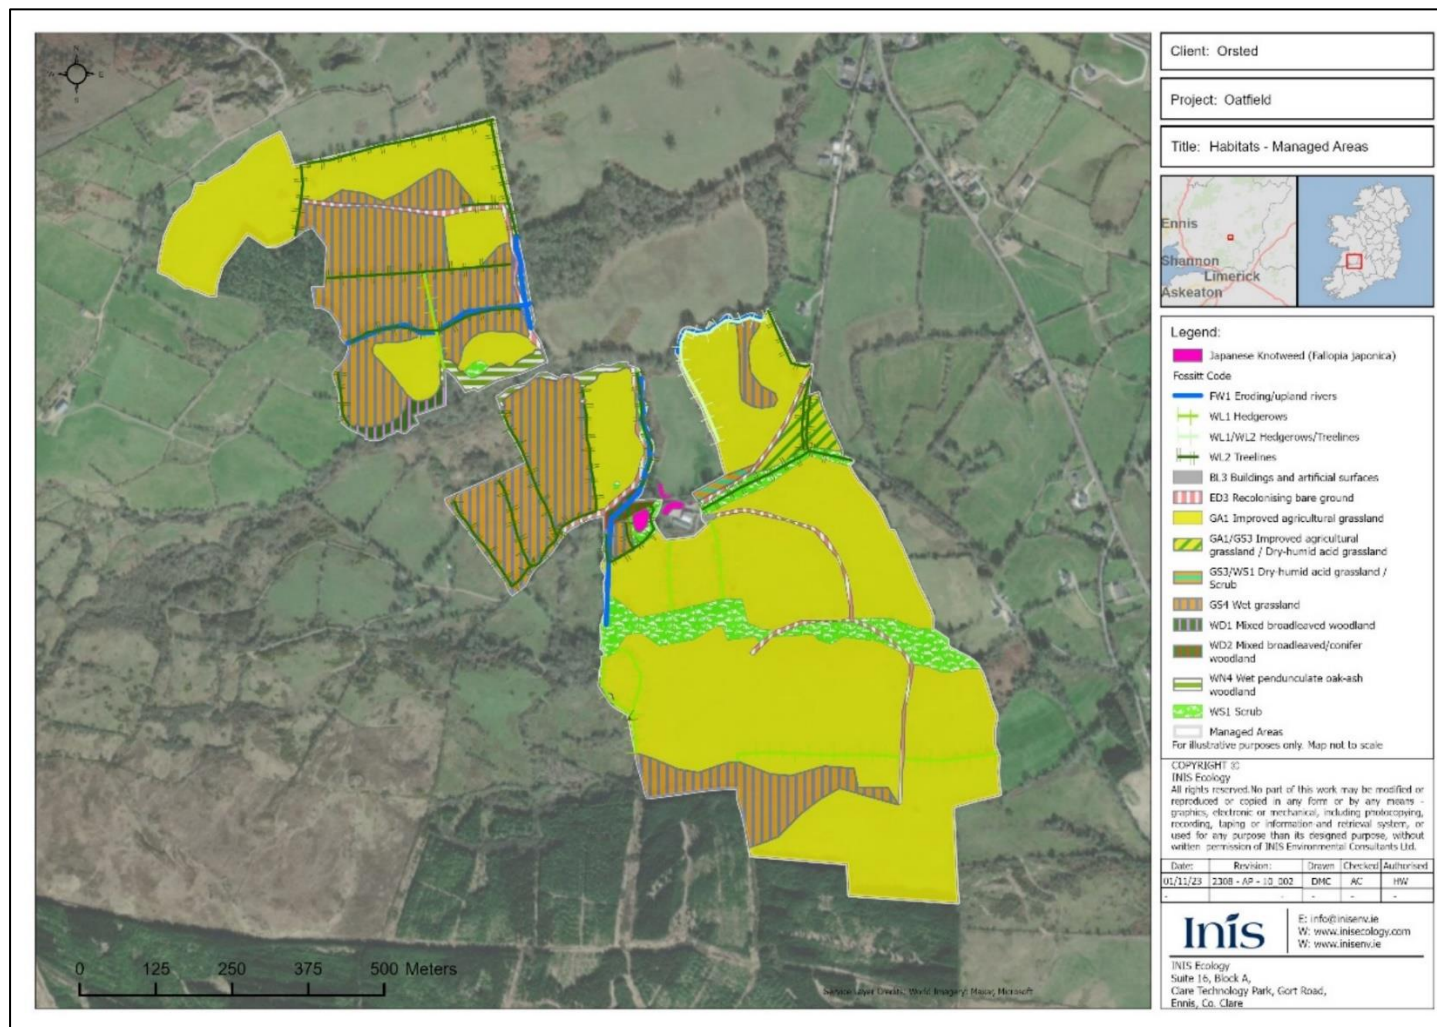 N
E
S
Client: Orsted
Project: Oatfield
Title: Habitats - Managed Areas
Ennis
Shannon
Limerick
Askeaton
Legend:
Japanese Knotweed (Fallopia japonica)
Fossitt Code
FW1 Eroding/upland rivers
WL1 Hedgerows
WL1/WL2 Hedgerows/Treelines
WL2 Treelines
BL3 Buildings and artificial surfaces
ED3 Recolonising bare ground
GA1 Improved agricultural grassland
GA1/GS3 Improved agricultural
grassland / Dry-humid acid grassland
GS3/WS1 Dry-humid acid grassland /
Scrub
GS4 Wet grassland
WD1 Mixed broadleaved woodland
WD2 Mixed broadleaved/conifer
woodland
WN4 Wet pendunculate oak-ash
woodland
WS1 Scrub
Managed Areas
For illustrative purposes only. Map not to scale
COPYRIGHT ©
INIS Ecology
All rights reserved.No part of this work may be modified or
reproduced or copied in any form or by any means -
graphics, electronic or mechanical, including photocopying,
recording, taping or information and retrieval system, or
used for any purpose than its designed purpose, without
written permission of INIS Environmental Consultants Ltd.
Date: Revision: Drawn Checked Authorised
01/11/23 2308 - AP - 10_002 DMC AC HW
Inis
E: info@inisenv.ie
W: www.inisecology.com
W: www.inisenv.ie
INIS Ecology
Suite 16, Block A,
Clare Technology Park, Gort Road,
Ennis, Co. Clare
0 125 250 375 500 Meters
Service Layer Credits: World Imagery: Maxar, Microsoft